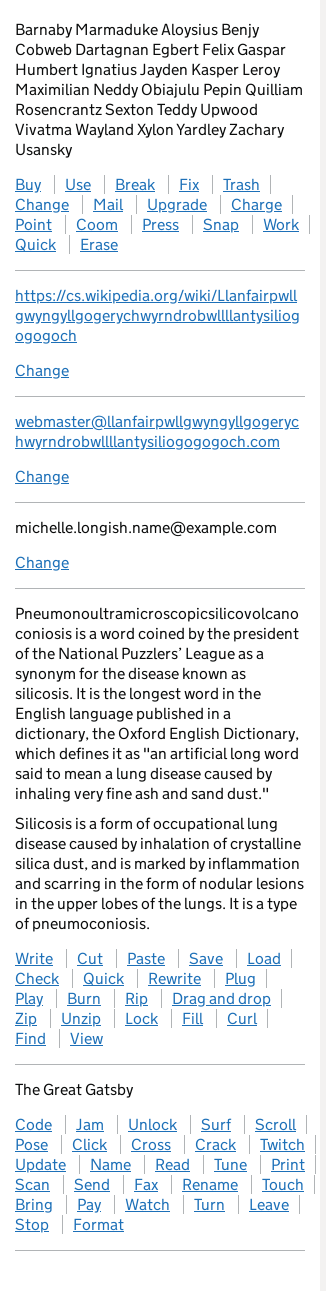 Barnaby Marmaduke Aloysius Benjy
Cobweb Dartagnan Egbert Felix Gaspar
Humbert Ignatius Jayden Kasper Leroy
Maximilian Neddy Obiajulu Pepin Quilliam
Rosencrantz Sexton Teddy Upwood
Vivatma Wayland Xylon Yardley Zachary
Usansky
Buy Use Break Fix Trash
Change Mail Upgrade Charge
Point Coom Press Snap Work
Quick Erase
https://cs.wikipedia.org/wiki/Llanfairpwll
gwyngyllgogerychwyrndrobwllllantysiliog
ogogoch
Change
webmaster@llanfairpwllgwyngyllgogeryc
hwyrndrobwllllantysiliogogogoch.com
Change
michelle.longish.name@example.com
Change
Pneumonoultramicroscopicsilicovolcano
coniosis is a word coined by the president
of the National Puzzlers’ League as a
synonym for the disease known as
silicosis. It is the longest word in the
English language published in a
dictionary, the Oxford English Dictionary,
which defines it as "an artificial long word
said to mean a lung disease caused by
inhaling very fine ash and sand dust."
Silicosis is a form of occupational lung
disease caused by inhalation of crystalline
silica dust, and is marked by inflammation
and scarring in the form of nodular lesions
in the upper lobes of the lungs. It is a type
of pneumoconiosis.
Write Cut Paste Save Load
Check Quick Rewrite Plug
Play Burn Rip Drag and drop
Zip Unzip Lock Fill Curl
Find View
The Great Gatsby
Code Jam Unlock Surf Scroll
Pose Click Cross Crack Twitch
Update Name Read Tune Print
Scan Send Fax Rename Touch
Bring Pay Watch Turn Leave
Stop Format